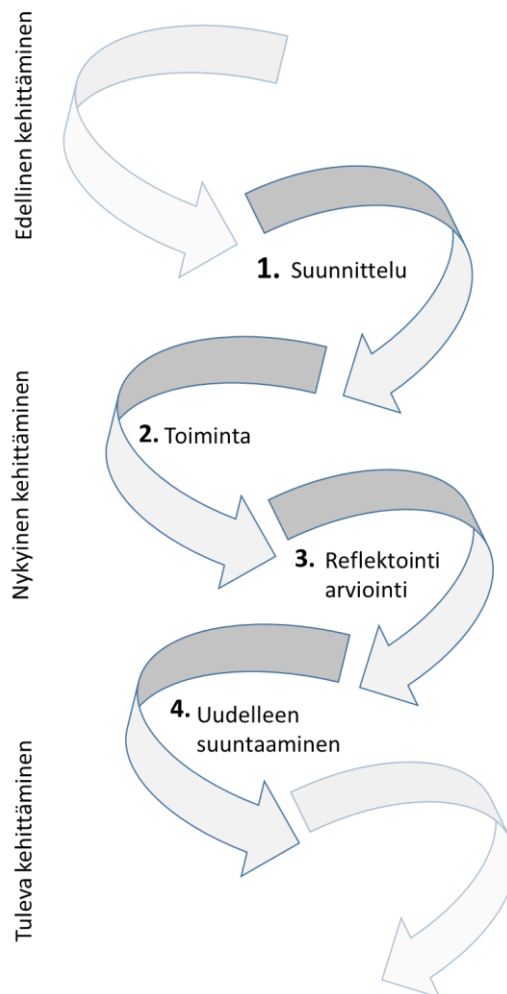 Edellinen kehittäminen
1. Suunnittelu
Nykyinen kehittäminen
2. Toiminta
3. Reflektointi
arviointi
4. Uudelleen
suuntaaminen
Tuleva kehittäminen